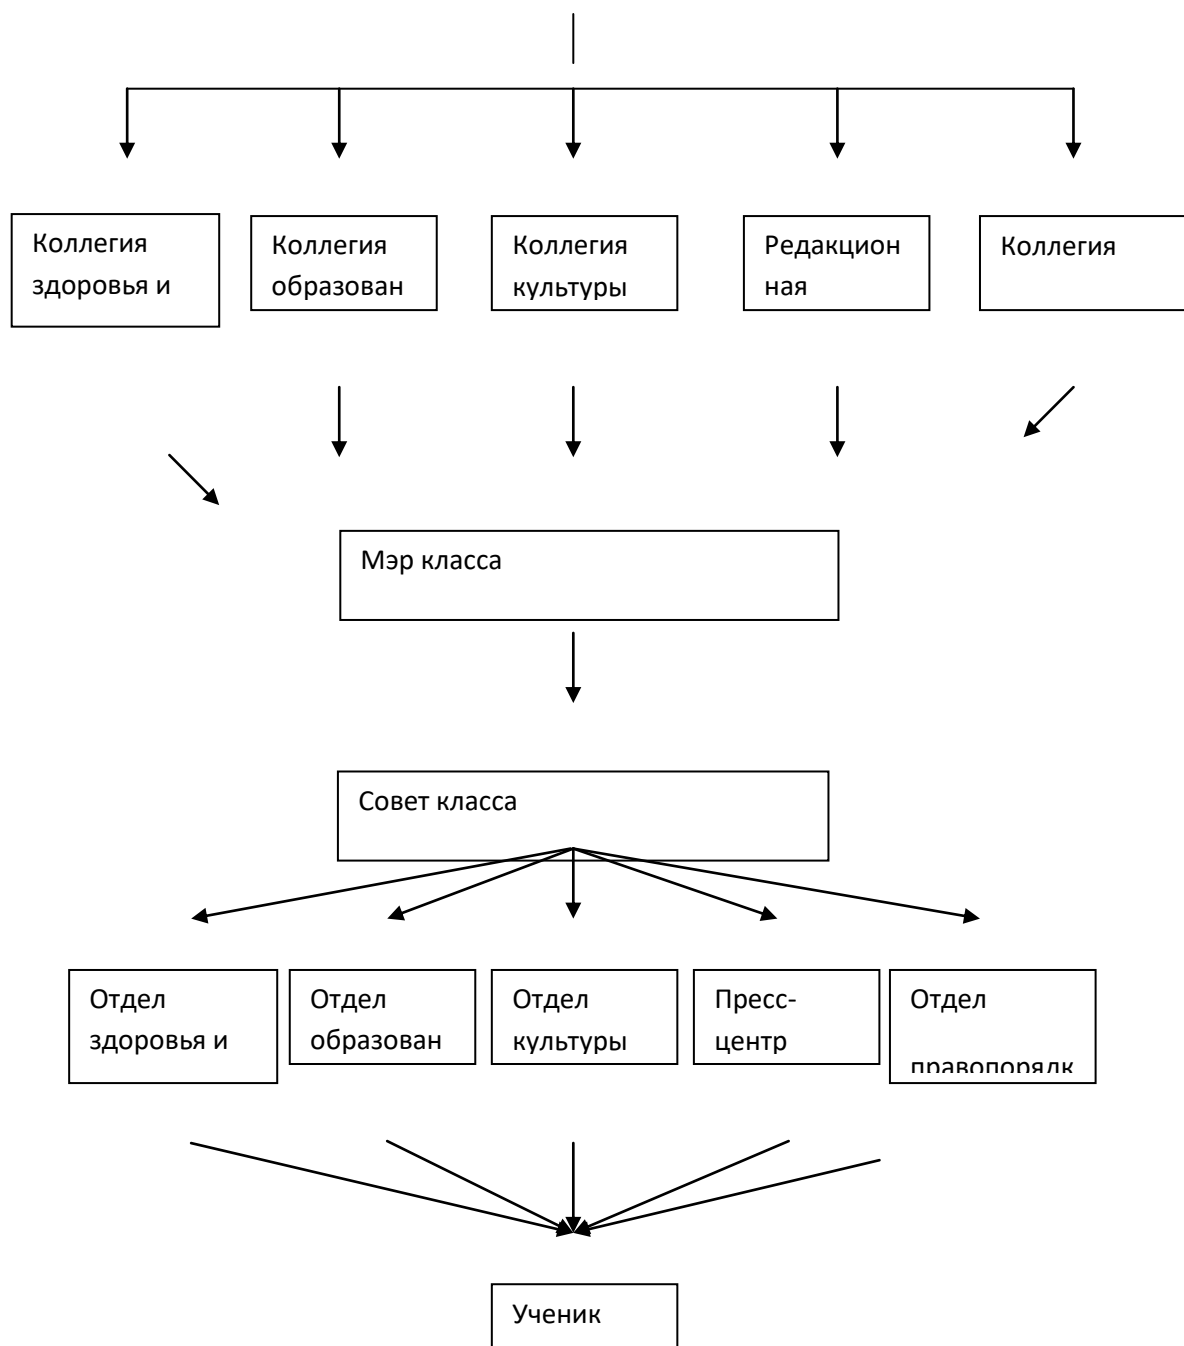 Коллегия
здоровья и
Коллегия
образован
Коллегия
культуры
Редакцион
ная
Коллегия
Мэр класса
Совет класса
Отдел
здоровья и
Отдел
образован
Отдел
культуры
Пресс-
центр
Отдел
правопорядк
Ученик